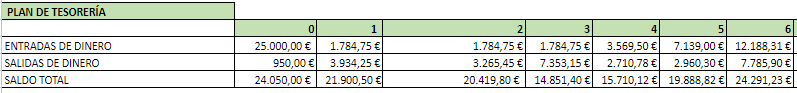 PLAN DE TESORERÍA
0 1 2 3 4 5 6
ENTRADAS DE DINERO 25.000,00 € 1.784,75 € 1.784,75 € 1.784,75 € 3.569,50 € 7.139,00 € 12.188,31 €
SALIDAS DE DINERO 950,00 € 3.934,25 € 3.265,45 € 7.353,15 € 2.710,78 € 2.960,30 € 7.785,90 €
SALDO TOTAL 24.050,00 € 21.900,50 € 20.419,80 € 14.851,40 € 15.710,12 € 19.888,82 € 24.291,23 €